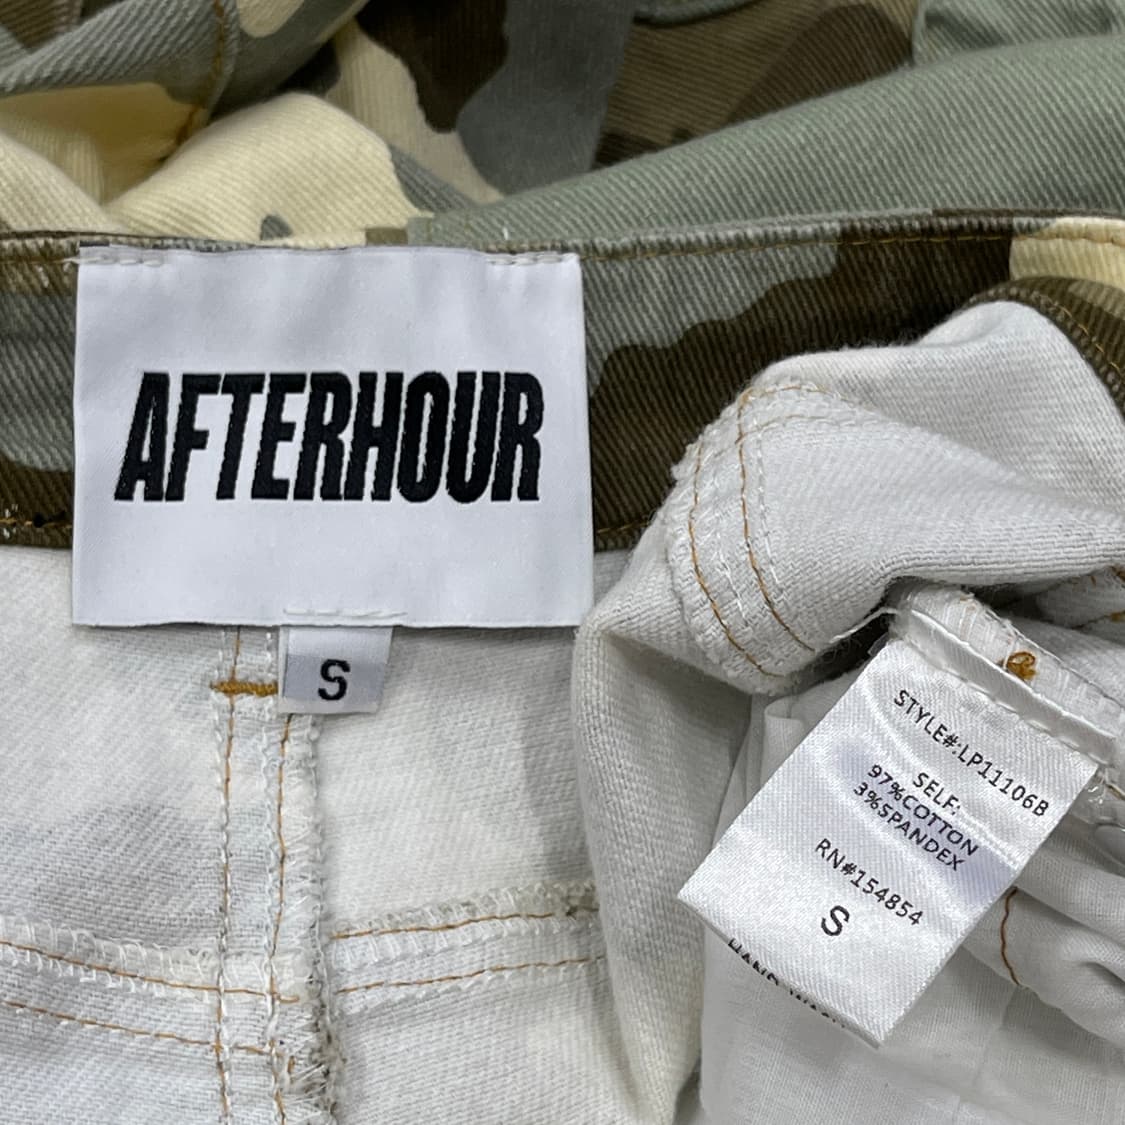 AFTERHOUR
S
STYLE#:LP11106B
SELF:
97%COTTON
3%SPANDEX
RN#154854
S